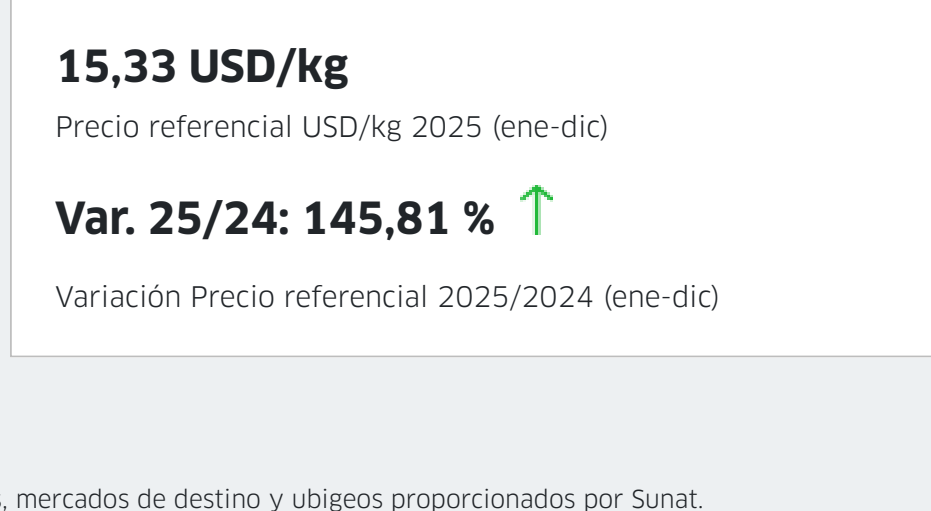 15,33 USD/kg
Precio referencial USD/kg 2025 (ene-dic)
Var. 25/24: 145,81 %
Variación Precio referencial 2025/2024 (ene-dic)
, mercados de destino y ubigeos proporcionados por Sunat.